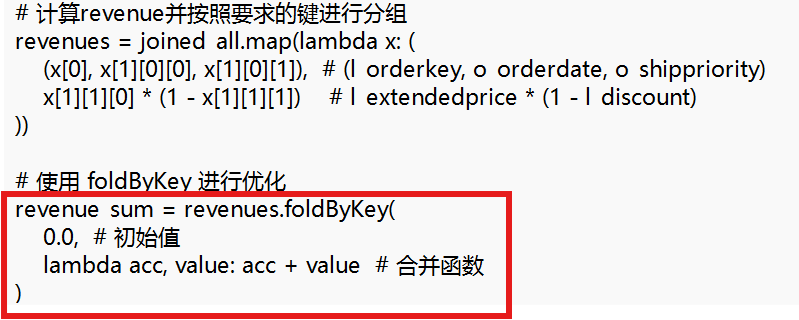 # 计算revenue并按照要求的键进行分组
revenues = joined all.map(lambda x: (
(x[0], x[1][0][0], x[1][0][1]), # (l orderkey, o orderdate, o shippriority)
x[1][1][0] * (1 - x[1][1][1]) # l extendedprice * (1 - l discount)
))
# 使用 foldByKey 进行优化
revenue sum = revenues.foldByKey(
0.0, # 初始值
lambda acc, value: acc + value # 合并函数
)